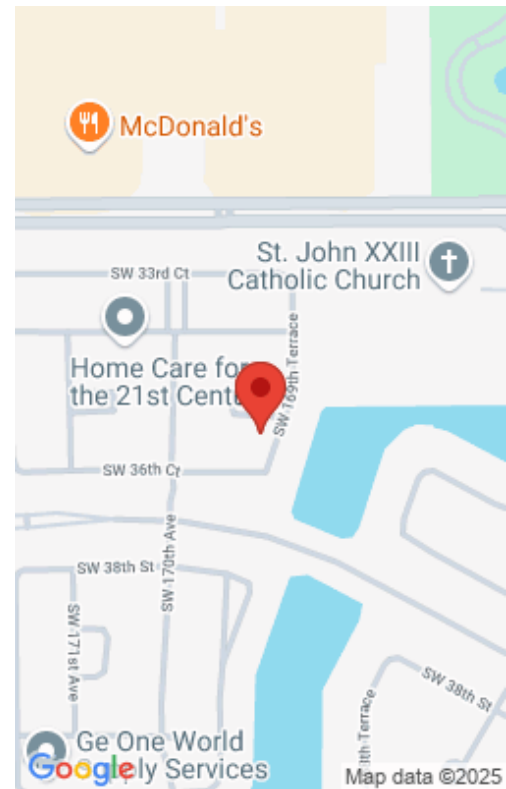 McDonald's
St. John XXIII
Catholic Church
SW 33rd Ct
SW 169th Terrace
Home Care for
the 21st Cent
SW 36th Ct
SW 170th Ave
SW 38th St
SW 171st Ave
SW 38th St
Terrace
Ge One World
Supply Services
Google
Map data ©2025